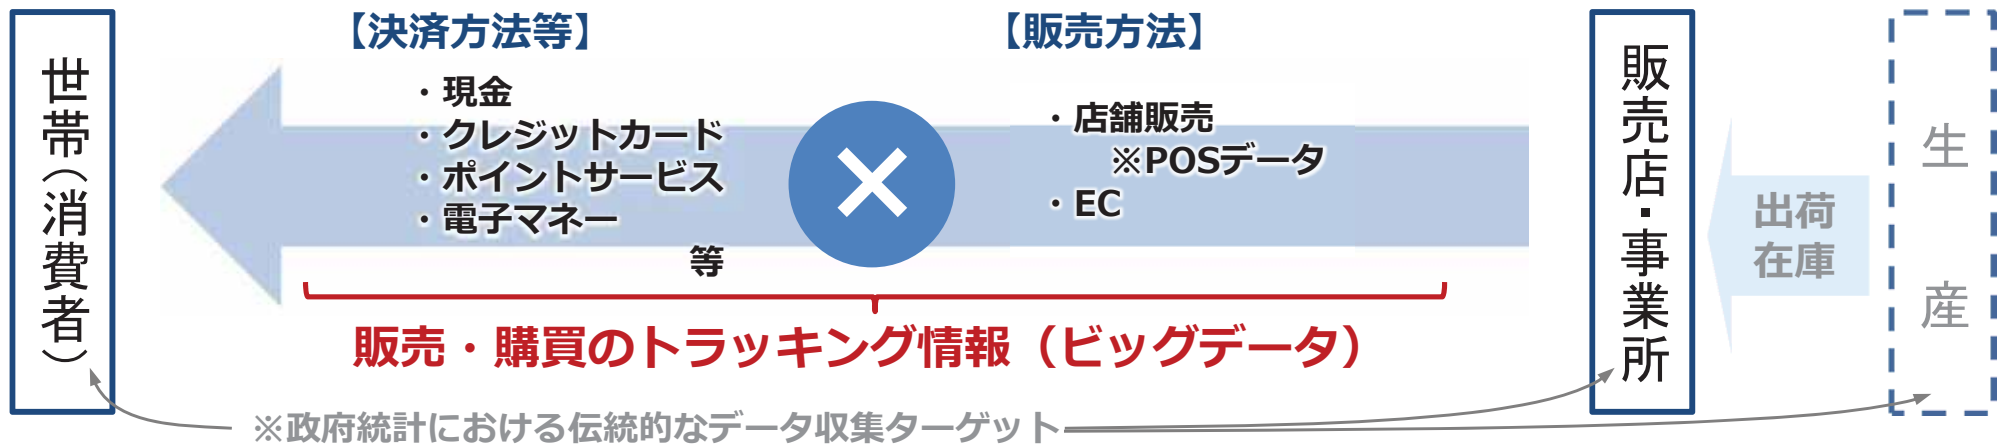 世帯(消費者)
【決済方法等】
・現金
・クレジットカード
・ポイントサービス
・電子マネー
等
×
【販売方法】
・店舗販売
※POSデータ
・EC
販売・購買のトラッキング情報（ビッグデータ）
販売店・事業所
出荷
在庫
生産
※政府統計における伝統的なデータ収集ターゲット